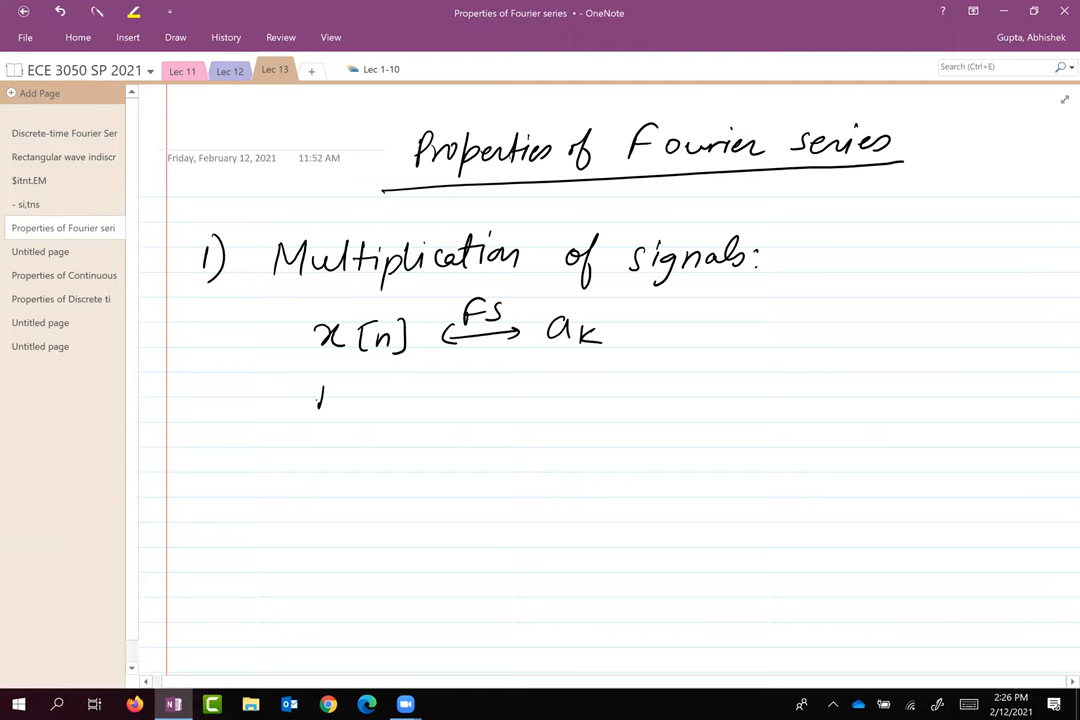 Properties of Fourier series • - OneNote
File Home Insert Draw History Review View
Gupta, Abhishek
ECE 3050 SP 2021
Lec 11
Lec 12
Lec 13
+
Lec 1-10
Search (Ctrl+E)
Add Page
Discrete-time Fourier Ser
Rectangular wave indiscr
$itnt.EM
- si,tns
Properties of Fourier seri
Untitled page
Properties of Continuous
Properties of Discrete ti
Untitled page
Untitled page
Friday, February 12, 2021 11:52 AM
Properties of Fourier series
1) Multiplication of signals:
x[n] ⟷ FS a_K
2:26 PM
2/12/2021